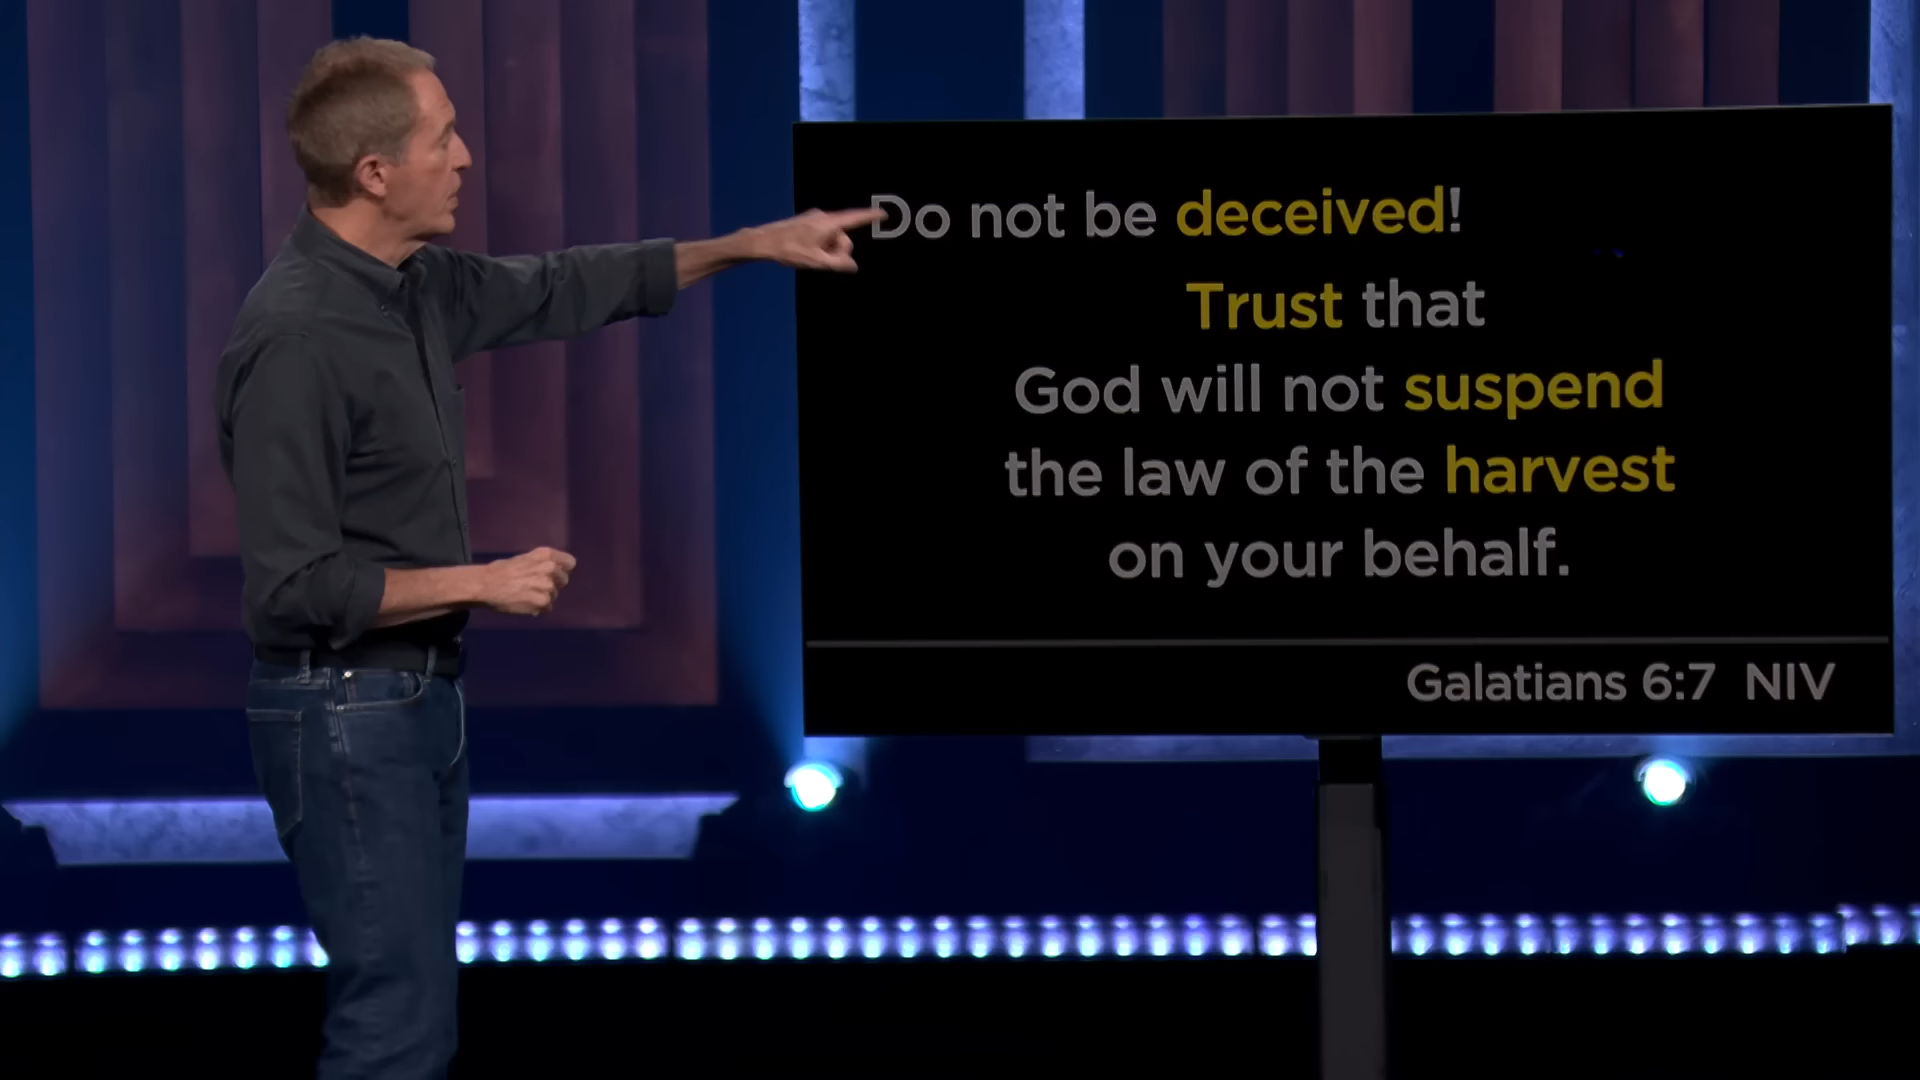 Do not be deceived!
Trust that
God will not suspend
the law of the harvest
on your behalf.
Galatians 6:7 NIV